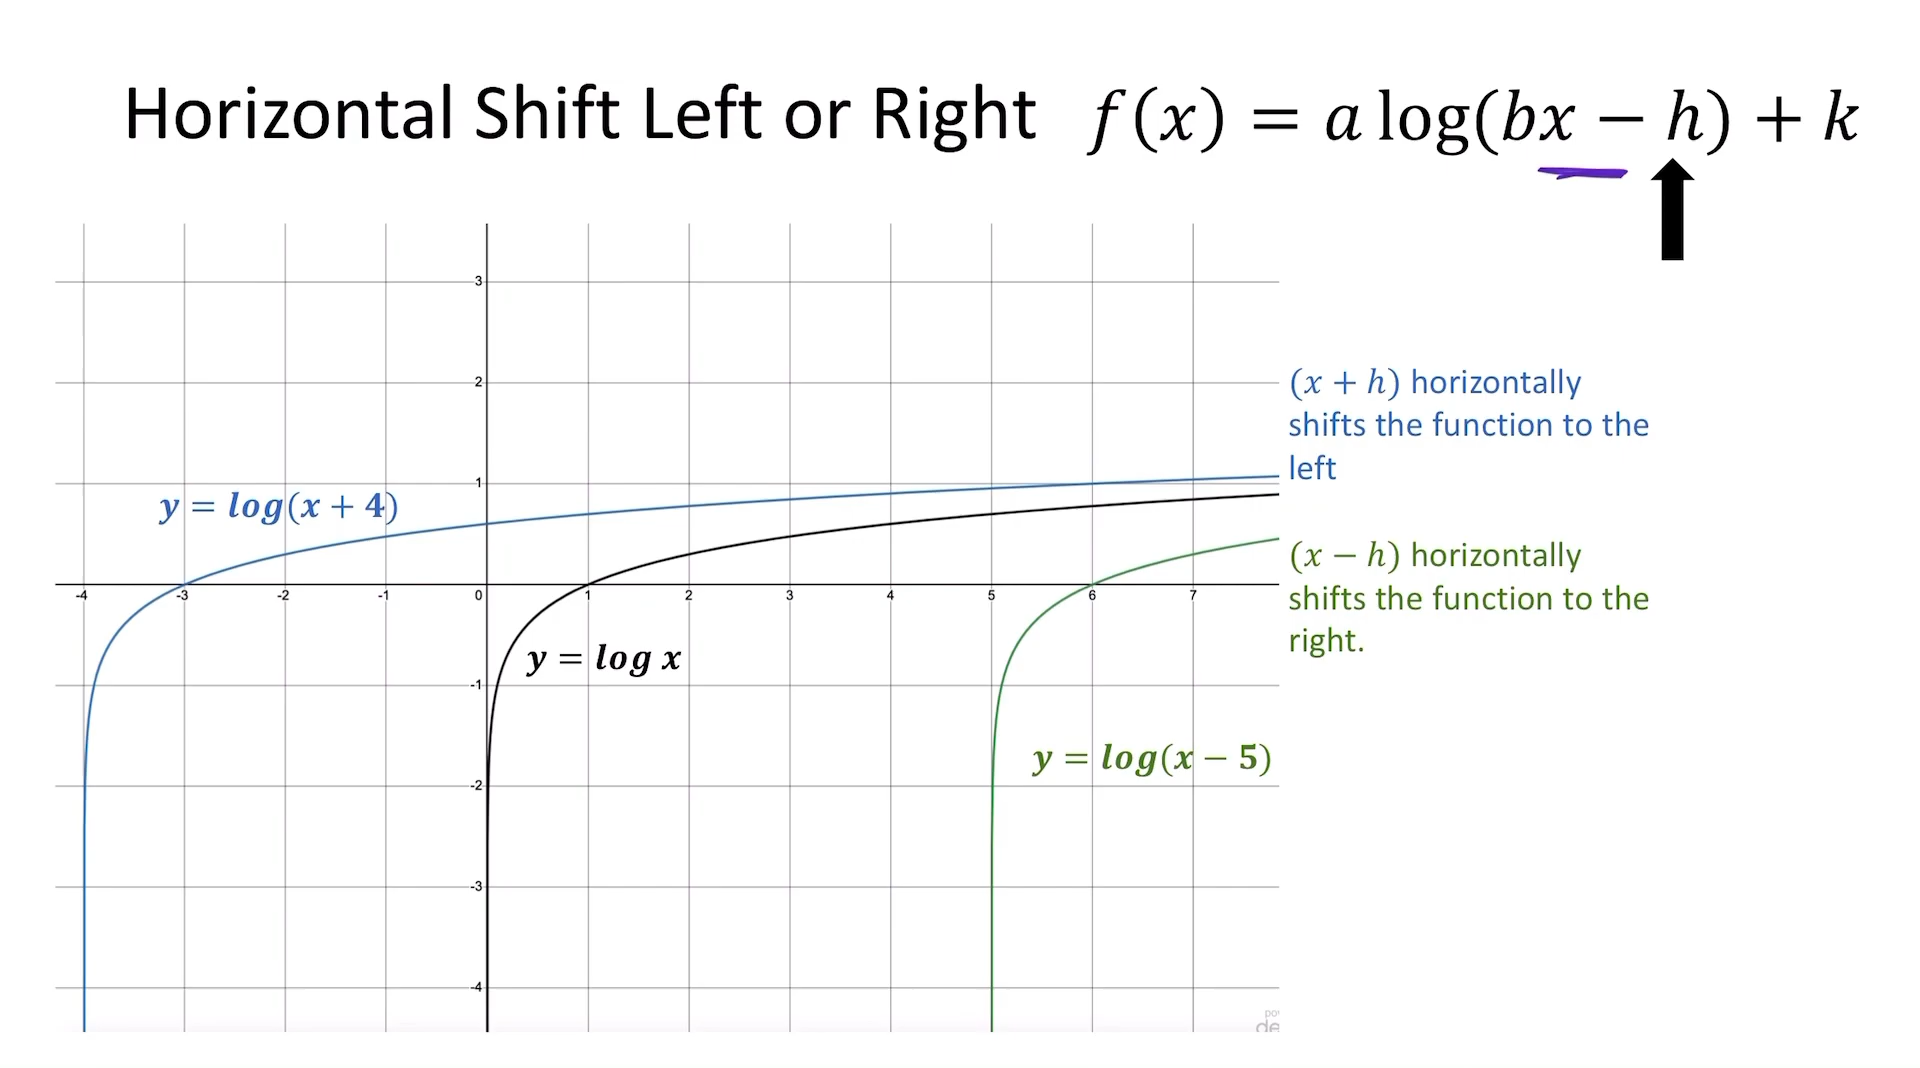 Horizontal Shift Left or Right f(x) = a log(bx − h) + k
3
2
(x + h) horizontally
shifts the function to the
left
1
y = log(x + 4)
(x − h) horizontally
shifts the function to the
right.
-4 -3 -2 -1 0 1 2 3 4 5 6 7
y = log x
-1
y = log(x − 5)
-2
-3
-4